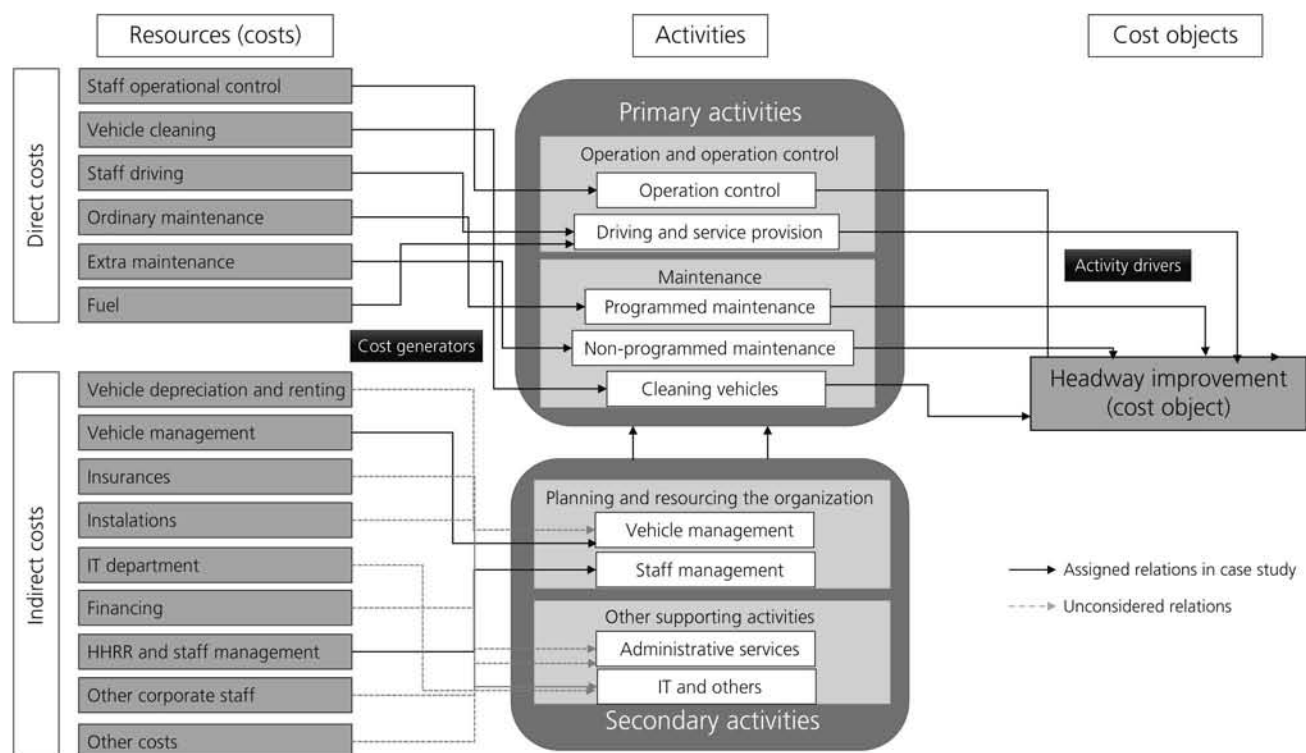 Resources (costs)
Activities
Cost objects
Direct costs
Staff operational control
Vehicle cleaning
Staff driving
Ordinary maintenance
Extra maintenance
Fuel
Cost generators
Indirect costs
Vehicle depreciation and renting
Vehicle management
Insurances
Instalations
IT department
Financing
HHRR and staff management
Other corporate staff
Other costs
Primary activities
Operation and operation control
Operation control
Driving and service provision
Maintenance
Programmed maintenance
Non-programmed maintenance
Cleaning vehicles
Planning and resourcing the organization
Vehicle management
Staff management
Other supporting activities
Administrative services
IT and others
Secondary activities
Activity drivers
Headway improvement
(cost object)
Assigned relations in case study
Unconsidered relations